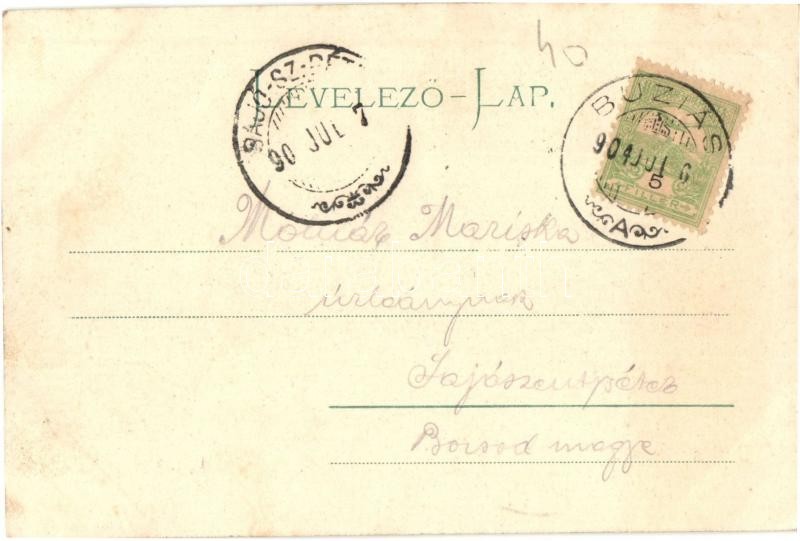 40
LEVELEZŐ-LAP.
SAJÓ-SZ-PÉT
90 JUL 7
BUZIÁS
904 JUL 6
A
5
FILLÉR
Molnár Mariska
úrleánynak
Sajószentpéter
Borsod megye